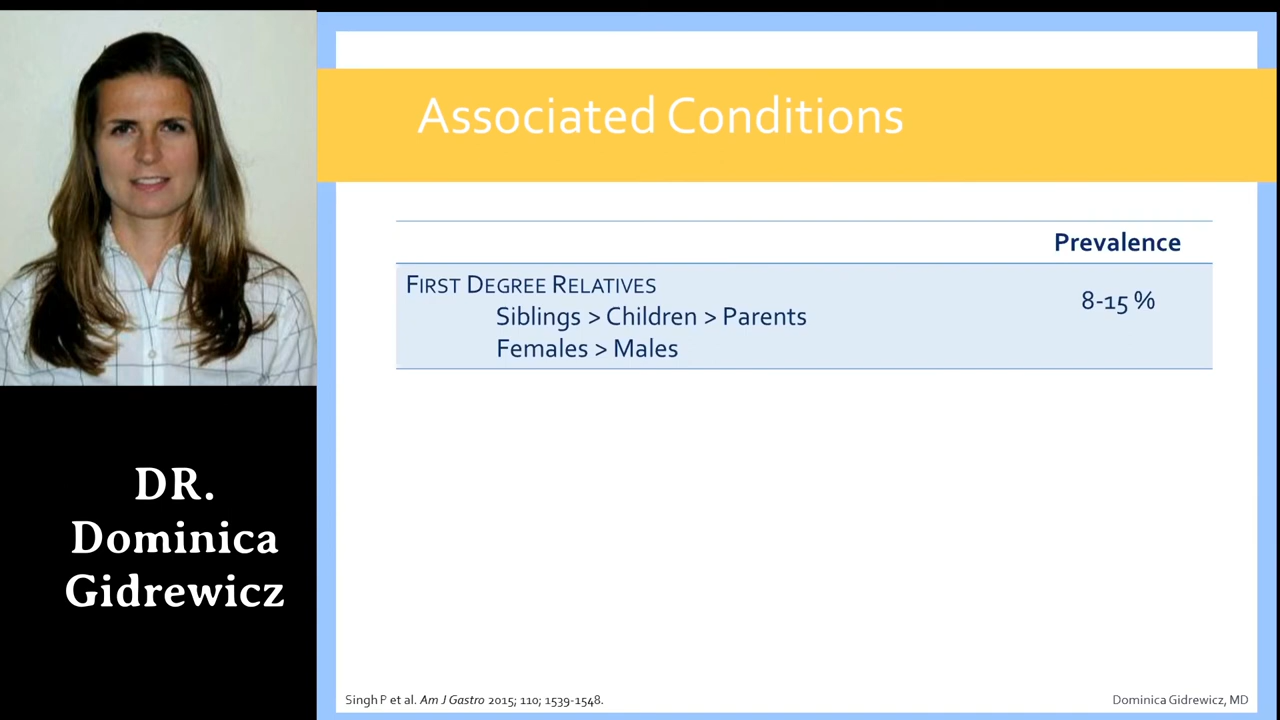 DR.
Dominica
Gidrewicz
Associated Conditions
Prevalence
FIRST DEGREE RELATIVES
8-15 %
Siblings > Children > Parents
Females > Males
Singh P et al. Am J Gastro 2015; 110; 1539-1548.
Dominica Gidrewicz, MD